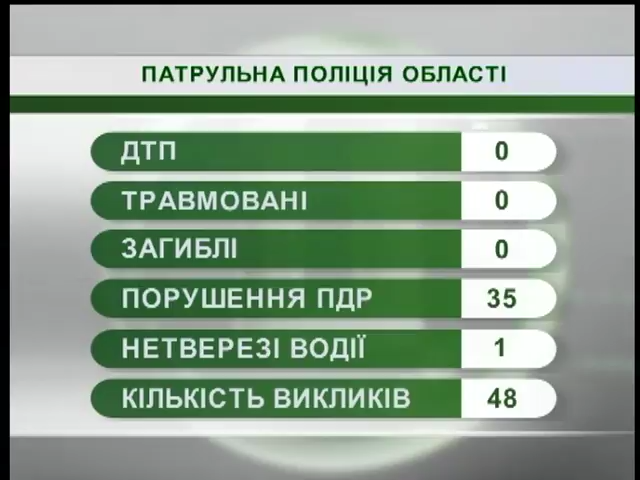 ПАТРУЛЬНА ПОЛІЦІЯ ОБЛАСТІ
ДТП 0
ТРАВМОВАНІ 0
ЗАГИБЛІ 0
ПОРУШЕННЯ ПДР 35
НЕТВЕРЕЗІ ВОДІЇ 1
КІЛЬКІСТЬ ВИКЛИКІВ 48